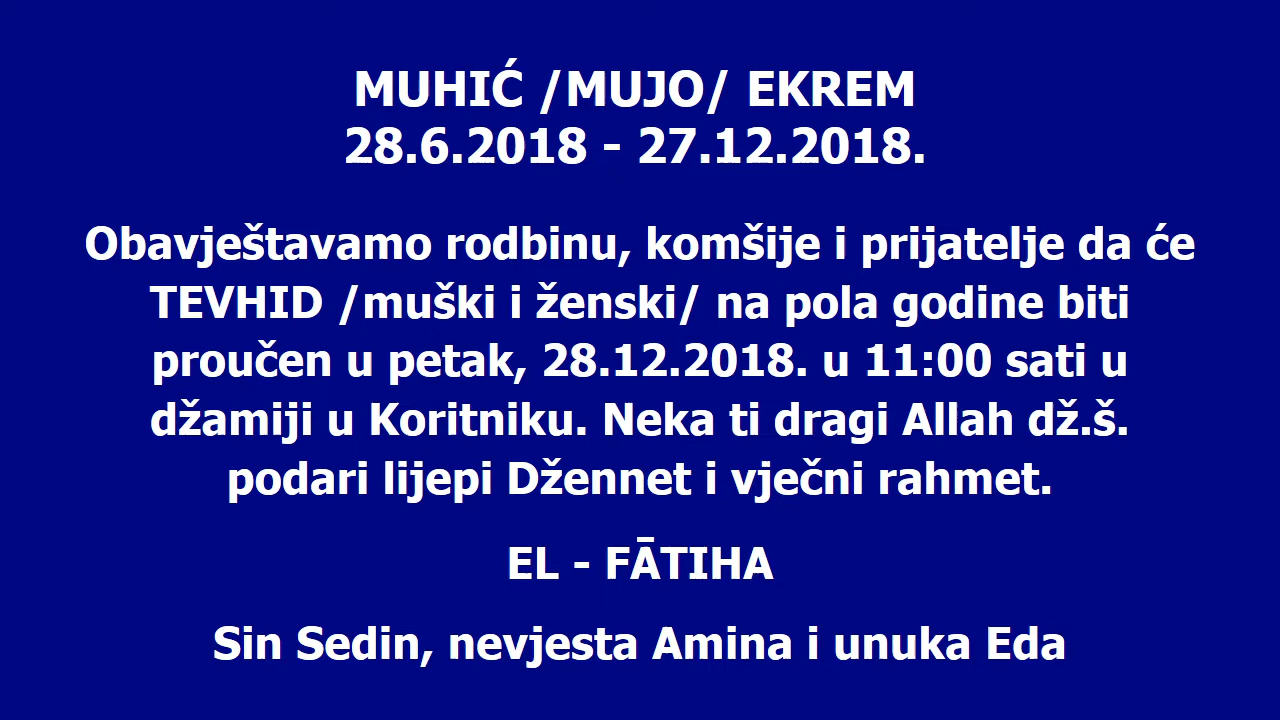 MUHIĆ /MUJO/ EKREM
28.6.2018 - 27.12.2018.
Obavještavamo rodbinu, komšije i prijatelje da će
TEVHID /muški i ženski/ na pola godine biti
proučen u petak, 28.12.2018. u 11:00 sati u
džamiji u Koritniku. Neka ti dragi Allah dž.š.
podari lijepi Džennet i vječni rahmet.
EL - FĀTIHA
Sin Sedin, nevjesta Amina i unuka Eda